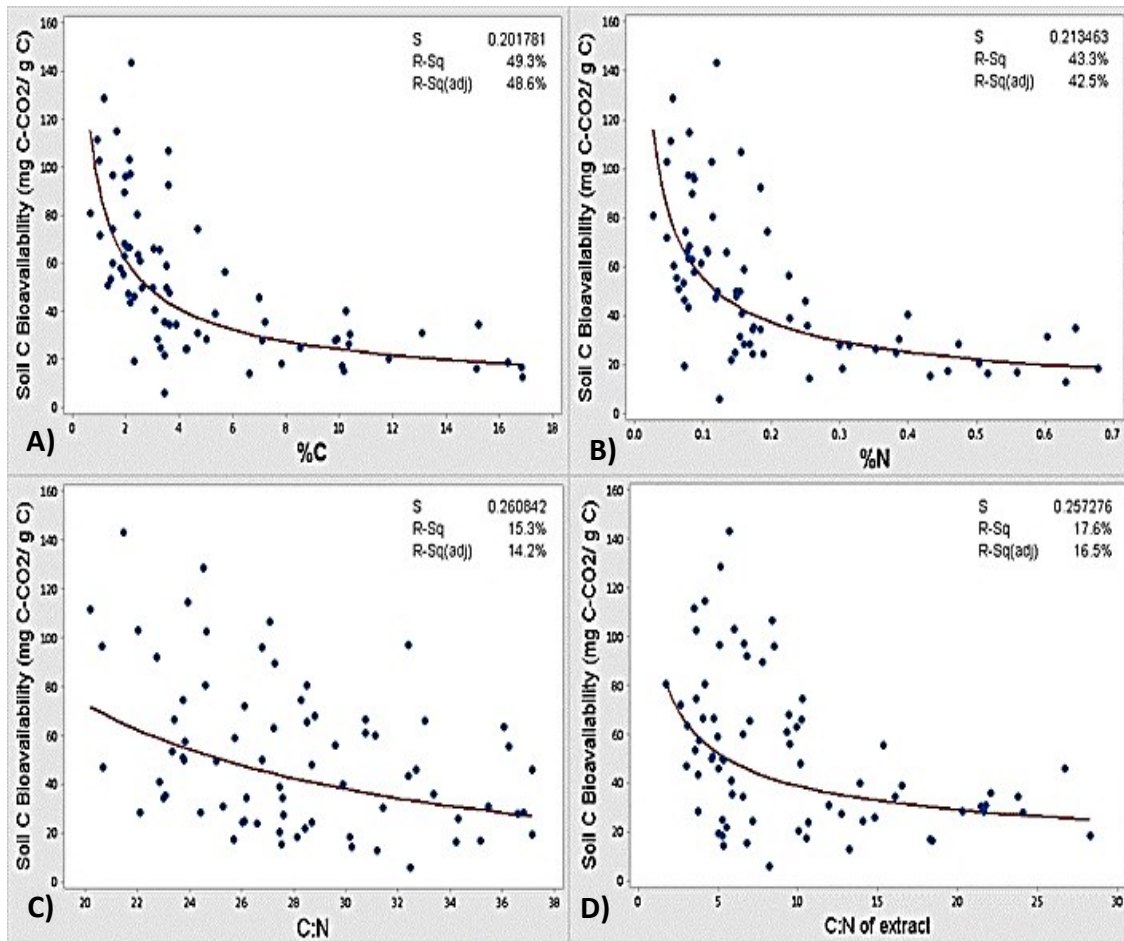 Soil C Bioavailability (mg C-CO2/ g C)
160
140
120
100
80
60
40
20
0
S 0.201781
R-Sq 49.3%
R-Sq(adj) 48.6%
0 2 4 6 8 10 12 14 16 18
A)
%C
Soil C Bioavailability (mg C-CO2/ g C)
160
140
120
100
80
60
40
20
0
S 0.213463
R-Sq 43.3%
R-Sq(adj) 42.5%
0.0 0.1 0.2 0.3 0.4 0.5 0.6 0.7
B)
%N
Soil C Bioavailability (mg C-CO2/ g C)
160
140
120
100
80
60
40
20
0
S 0.260842
R-Sq 15.3%
R-Sq(adj) 14.2%
20 22 24 26 28 30 32 34 36 38
C)
C:N
Soil C Bioavailability (mg C-CO2/ g C)
160
140
120
100
80
60
40
20
0
S 0.257276
R-Sq 17.6%
R-Sq(adj) 16.5%
0 5 10 15 20 25 30
D)
C:N of extract